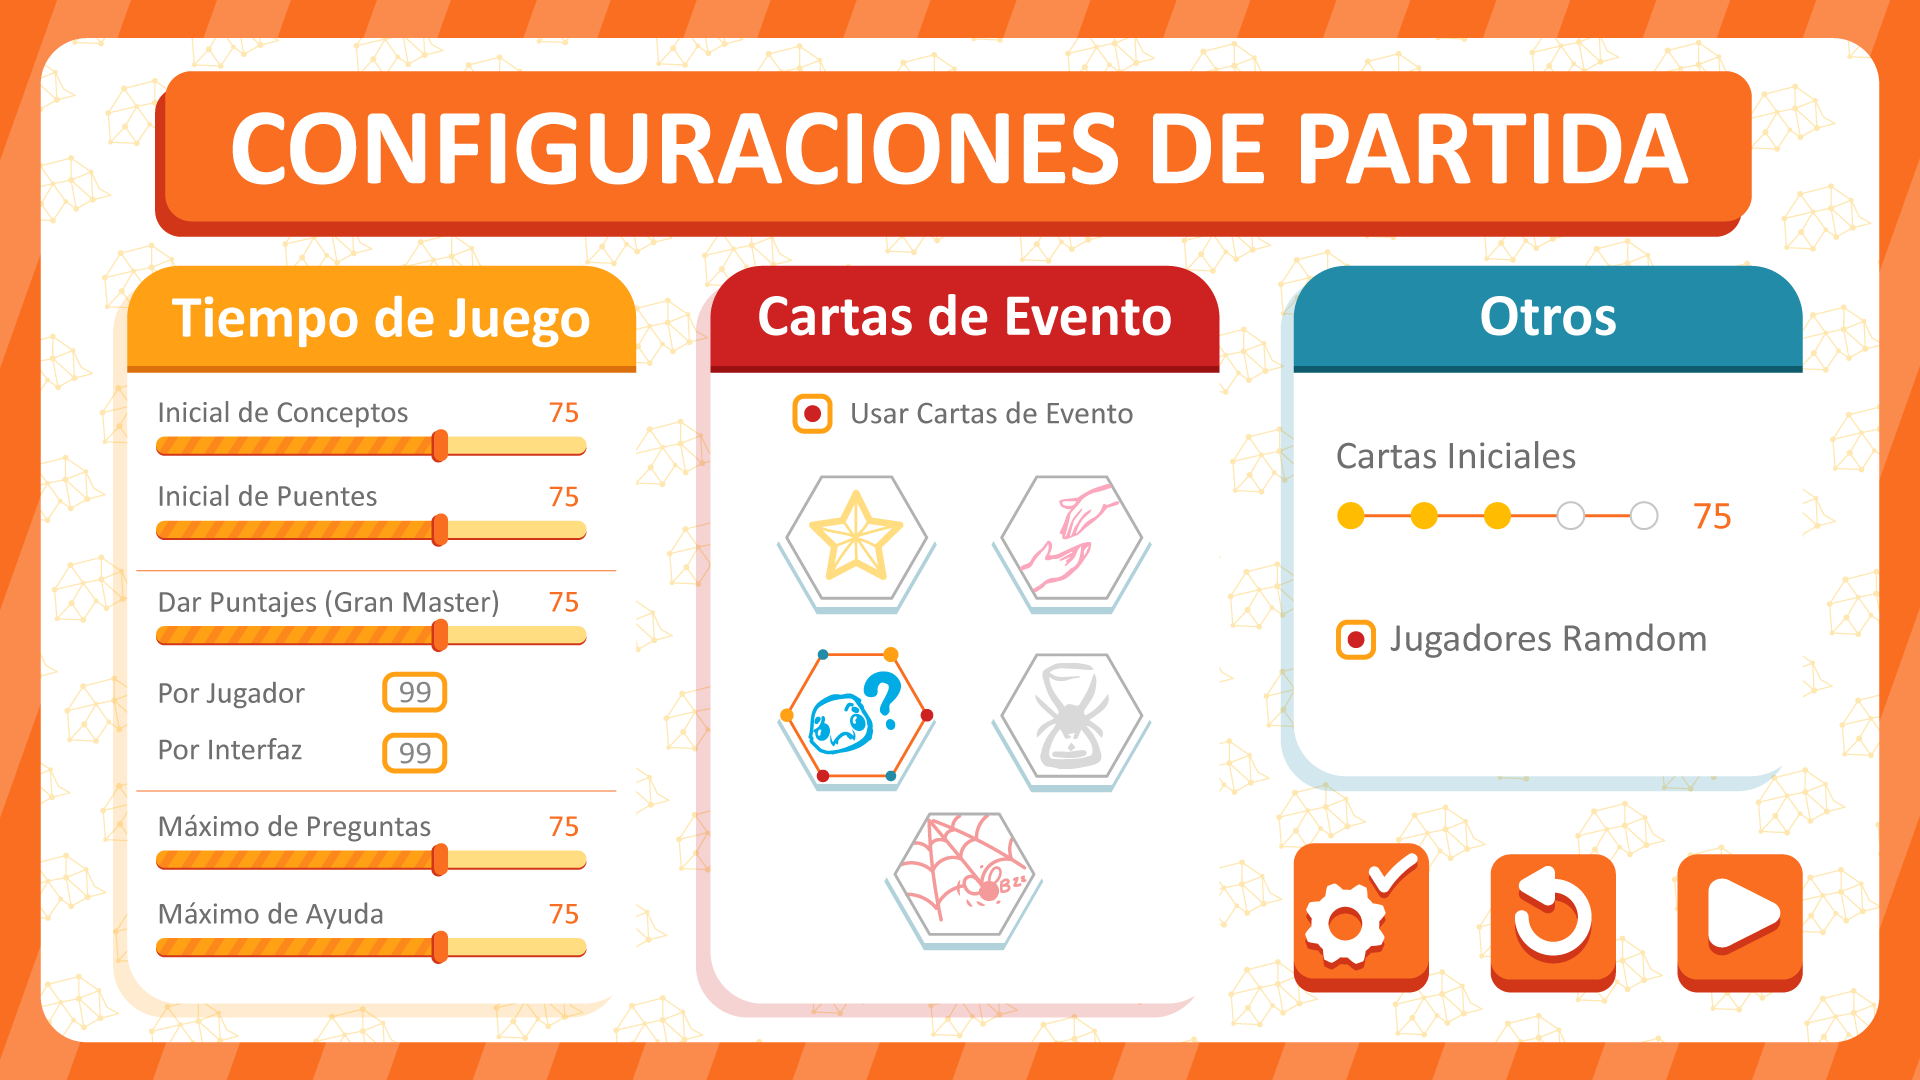 CONFIGURACIONES DE PARTIDA
Tiempo de Juego
Inicial de Conceptos 75
Inicial de Puentes 75
Dar Puntajes (Gran Master) 75
Por Jugador 99
Por Interfaz 99
Máximo de Preguntas 75
Máximo de Ayuda 75
Cartas de Evento
Usar Cartas de Evento
?
Bzz
Otros
Cartas Iniciales
75
Jugadores Ramdom